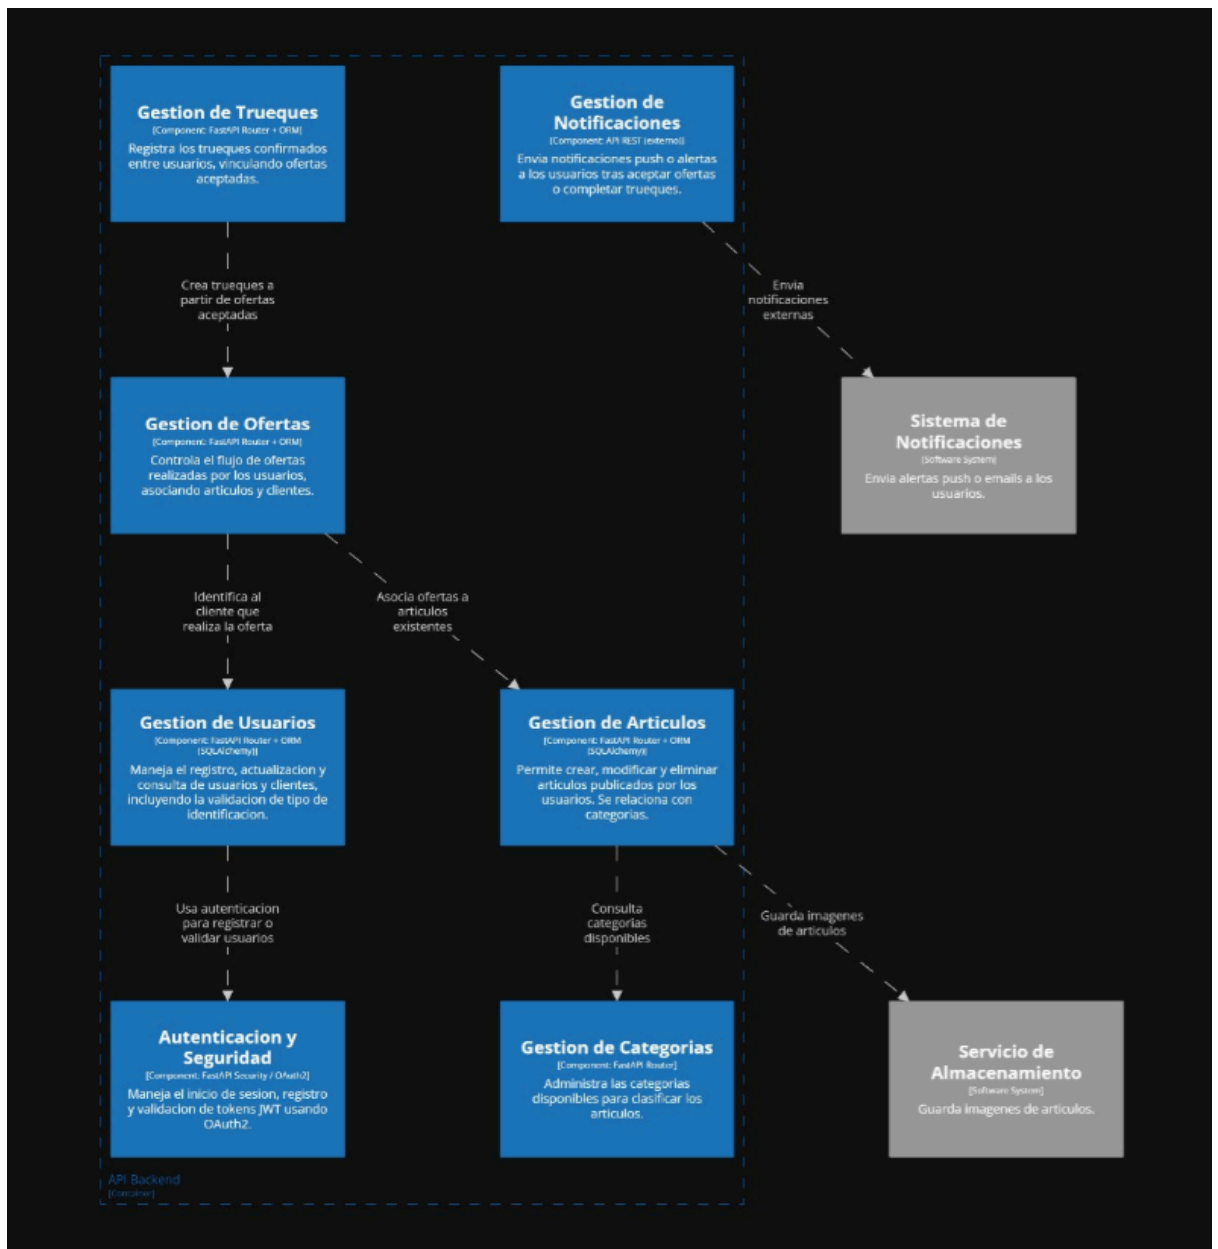 Gestion de Trueques
[Component: FastAPI Router + ORM]
Registra los trueques confirmados
entre usuarios, vinculando ofertas
aceptadas.
Gestion de
Notificaciones
[Component: API REST (externo)]
Envia notificaciones push o alertas
a los usuarios tras aceptar ofertas
o completar trueques.
Crea trueques a
partir de ofertas
aceptadas
Envia
notificaciones
externas
Gestion de Ofertas
[Component: FastAPI Router + ORM]
Controla el flujo de ofertas
realizadas por los usuarios,
asociando articulos y clientes.
Sistema de
Notificaciones
[Software System]
Envia alertas push o emails a los
usuarios.
Identifica al
cliente que
realiza la oferta
Asocia ofertas a
articulos
existentes
Gestion de Usuarios
[Component: FastAPI Router + ORM
(SQLAlchemy)]
Maneja el registro, actualizacion y
consulta de usuarios y clientes,
incluyendo la validacion de tipo de
identificacion.
Gestion de Articulos
[Component: FastAPI Router + ORM
(SQLAlchemy)]
Permite crear, modificar y eliminar
articulos publicados por los
usuarios. Se relaciona con
categorias.
Usa autenticacion
para registrar o
validar usuarios
Consulta
categorias
disponibles
Guarda imagenes
de articulos
Autenticacion y
Seguridad
[Component: FastAPI Security / OAuth2]
Maneja el inicio de sesion, registro
y validacion de tokens JWT usando
OAuth2.
Gestion de Categorias
[Component: FastAPI Router]
Administra las categorias
disponibles para clasificar los
articulos.
Servicio de
Almacenamiento
[Software System]
Guarda imagenes de articulos.
API Backend
[Container]